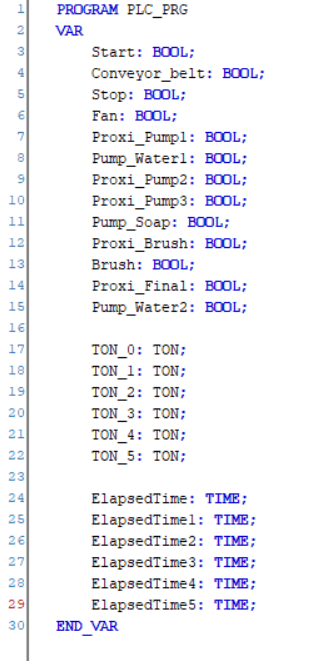 1 PROGRAM PLC_PRG
2 VAR
3 Start: BOOL;
4 Conveyor_belt: BOOL;
5 Stop: BOOL;
6 Fan: BOOL;
7 Proxi_Pump1: BOOL;
8 Pump_Water1: BOOL;
9 Proxi_Pump2: BOOL;
10 Proxi_Pump3: BOOL;
11 Pump_Soap: BOOL;
12 Proxi_Brush: BOOL;
13 Brush: BOOL;
14 Proxi_Final: BOOL;
15 Pump_Water2: BOOL;
16
17 TON_0: TON;
18 TON_1: TON;
19 TON_2: TON;
20 TON_3: TON;
21 TON_4: TON;
22 TON_5: TON;
23
24 ElapsedTime: TIME;
25 ElapsedTime1: TIME;
26 ElapsedTime2: TIME;
27 ElapsedTime3: TIME;
28 ElapsedTime4: TIME;
29 ElapsedTime5: TIME;
30 END_VAR